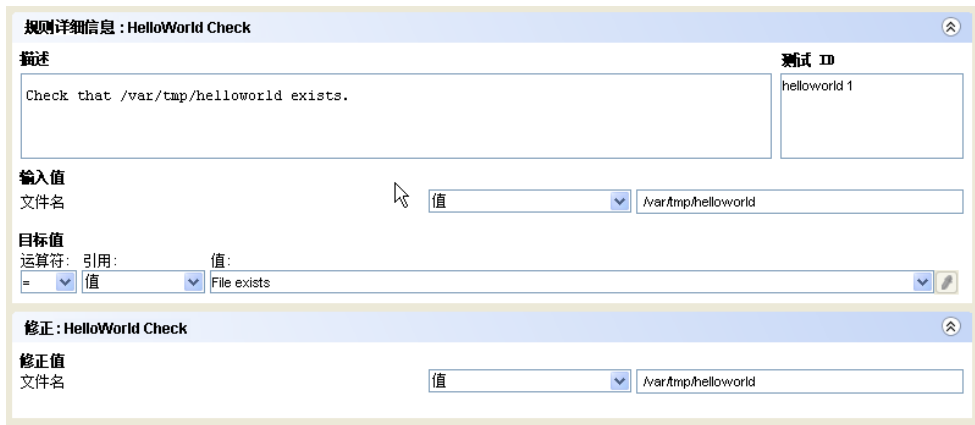 规则详细信息 : HelloWorld Check
描述
测试 ID
Check that /var/tmp/helloworld exists.
helloworld 1
输入值
文件名
值
/var/tmp/helloworld
目标值
运算符: 引用: 值:
= 值 File exists
修正 : HelloWorld Check
修正值
文件名
值
/var/tmp/helloworld